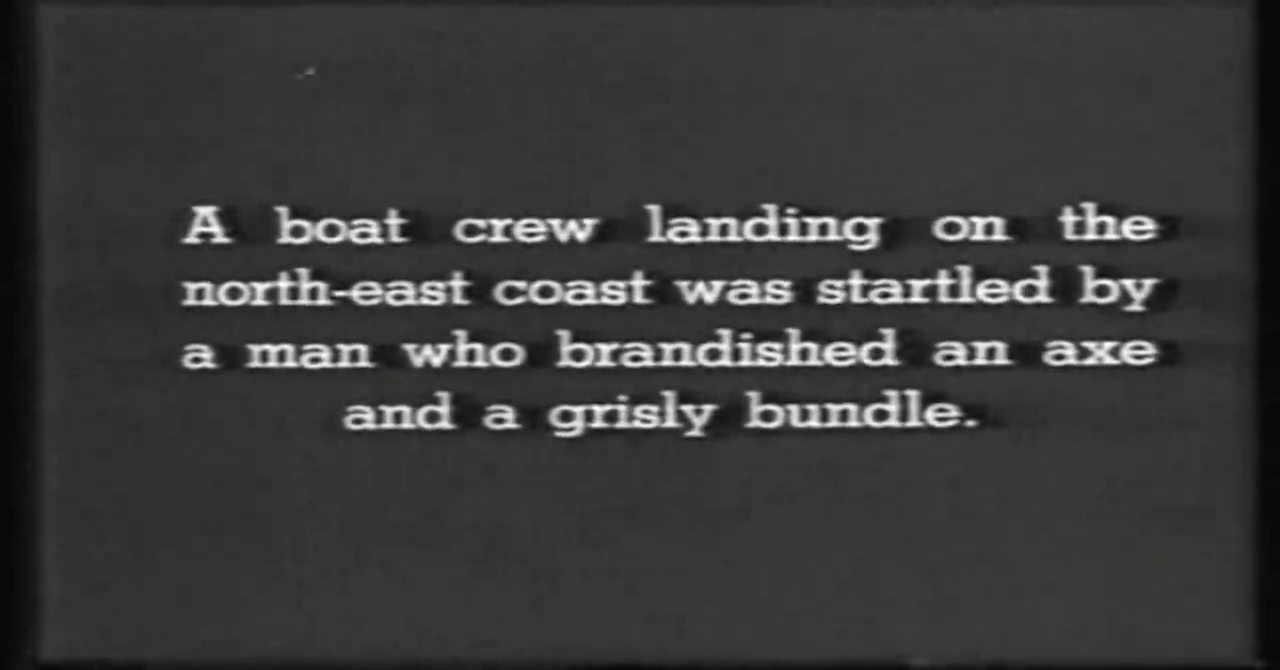 A boat crew landing on the
north-east coast was startled by
a man who brandished an axe
and a grisly bundle.